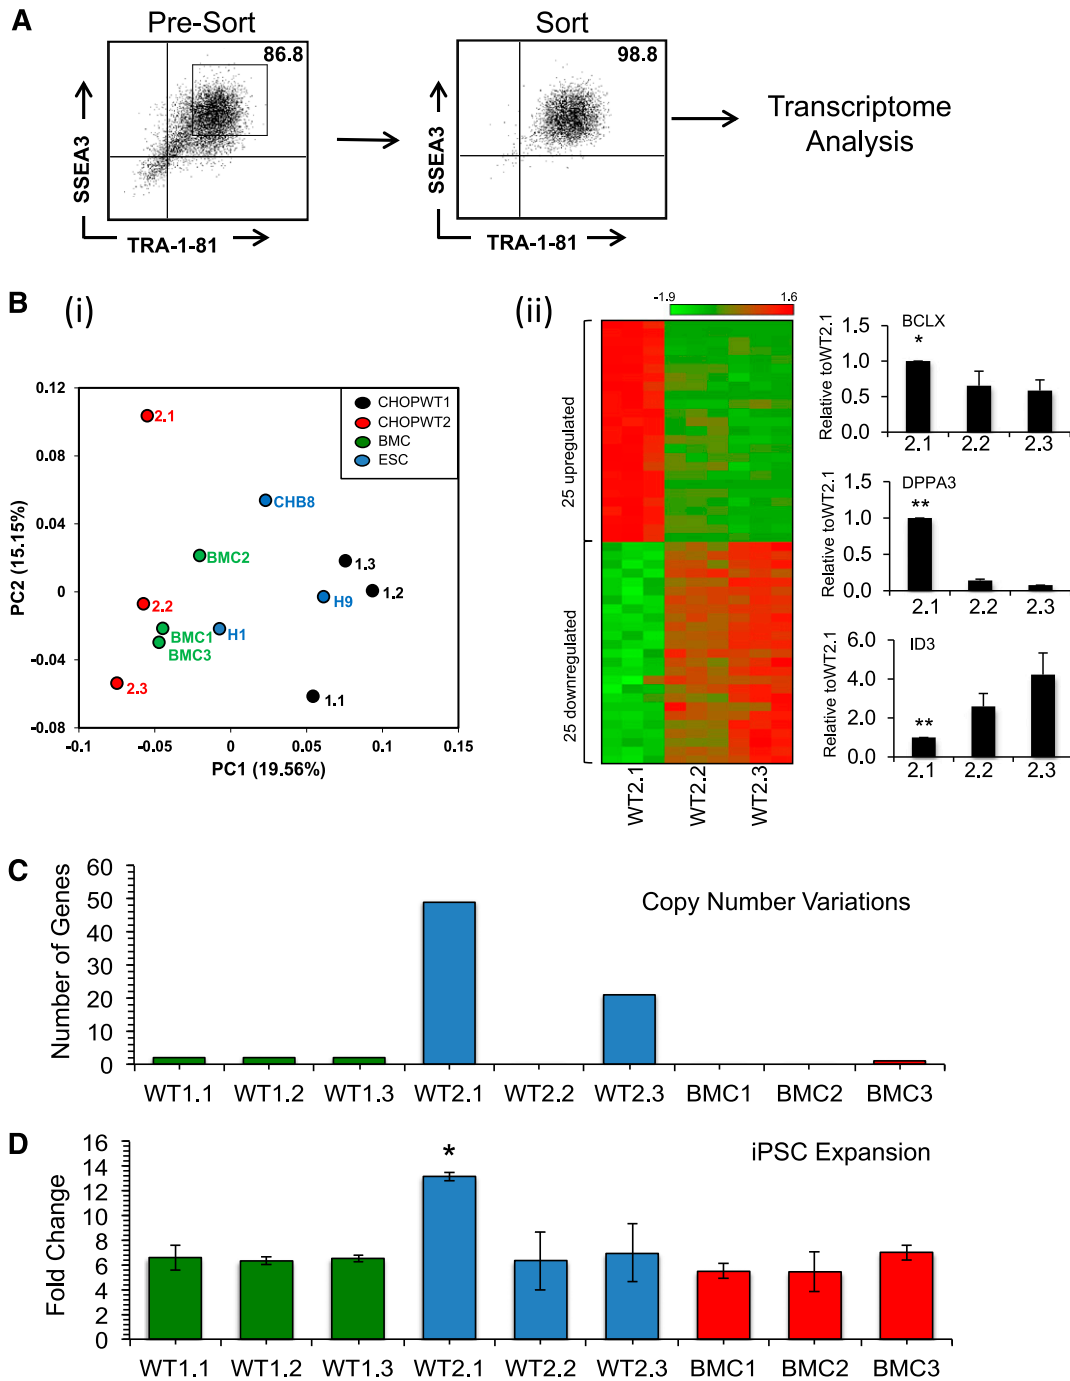 A
Pre-Sort
Sort
86.8
98.8
SSEA3
SSEA3
TRA-1-81
TRA-1-81
Transcriptome
Analysis
B
(i)
0.12
0.08
0.04
0
-0.04
-0.08
PC2 (15.15%)
-0.1
-0.05
0
0.05
0.1
0.15
PC1 (19.56%)
CHOPWT1
CHOPWT2
BMC
ESC
2.1
CHB8
BMC2
1.3
1.2
H9
2.2
BMC1
H1
BMC3
2.3
1.1
(ii)
-1.9
1.6
25 upregulated
25 downregulated
WT2.1
WT2.2
WT2.3
BCLX
Relative toWT2.1
1.5
1.0
0.5
0.0
*
2.1
2.2
2.3
DPPA3
Relative toWT2.1
1.5
1.0
0.5
0.0
**
2.1
2.2
2.3
ID3
Relative toWT2.1
6.0
4.0
2.0
0.0
**
2.1
2.2
2.3
C
Copy Number Variations
Number of Genes
60
50
40
30
20
10
0
WT1.1
WT1.2
WT1.3
WT2.1
WT2.2
WT2.3
BMC1
BMC2
BMC3
D
iPSC Expansion
Fold Change
16
14
12
10
8
6
4
2
0
*
WT1.1
WT1.2
WT1.3
WT2.1
WT2.2
WT2.3
BMC1
BMC2
BMC3